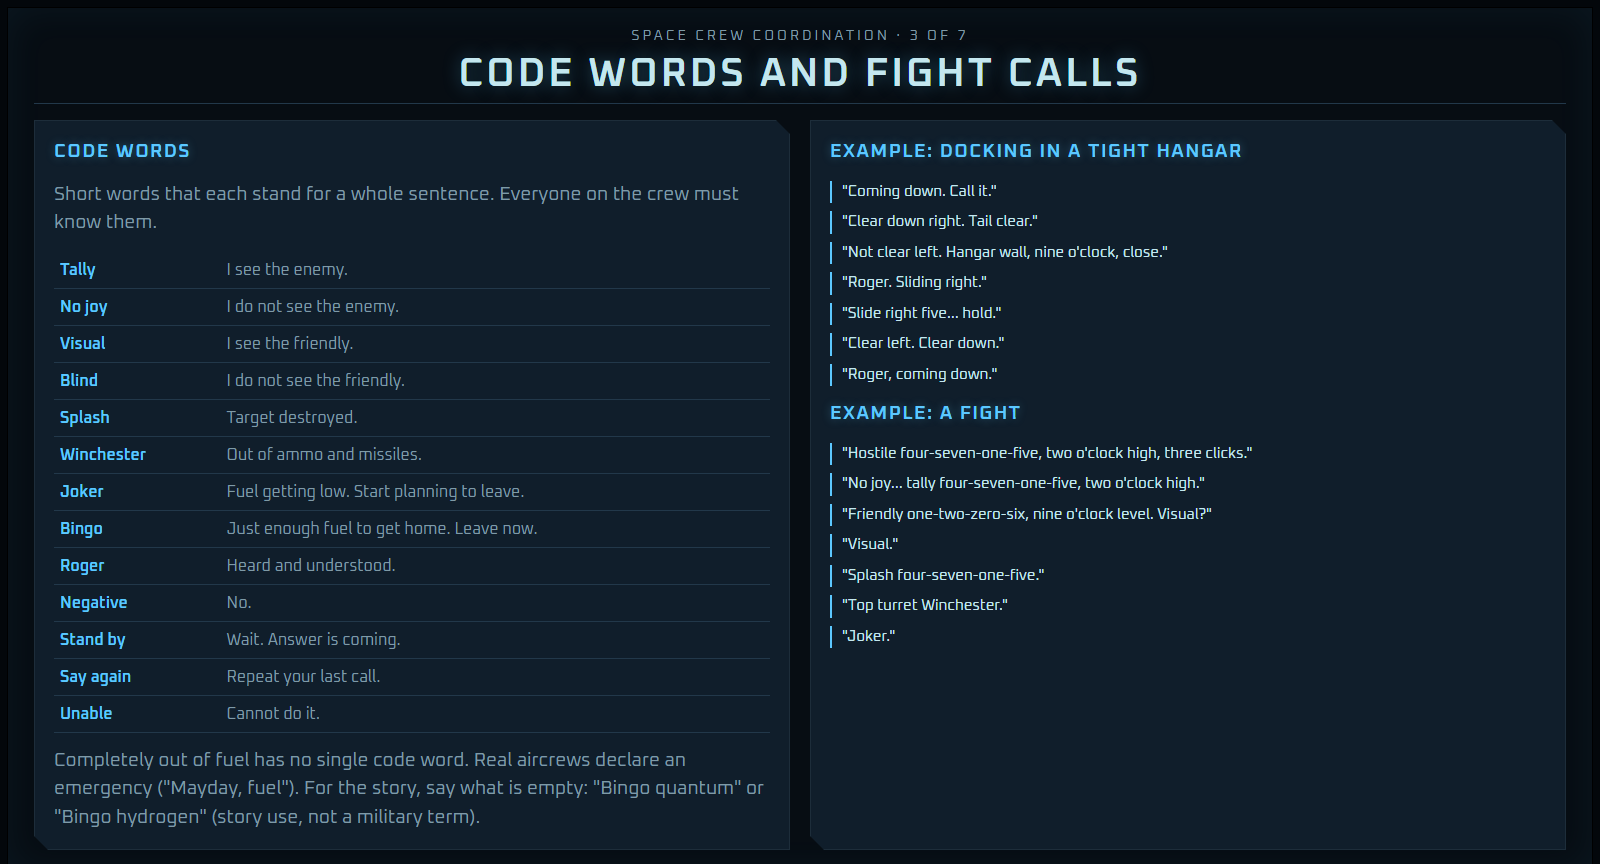 SPACE CREW COORDINATION · 3 OF 7
CODE WORDS AND FIGHT CALLS
CODE WORDS
Short words that each stand for a whole sentence. Everyone on the crew must
know them.
Tally I see the enemy.
No joy I do not see the enemy.
Visual I see the friendly.
Blind I do not see the friendly.
Splash Target destroyed.
Winchester Out of ammo and missiles.
Joker Fuel getting low. Start planning to leave.
Bingo Just enough fuel to get home. Leave now.
Roger Heard and understood.
Negative No.
Stand by Wait. Answer is coming.
Say again Repeat your last call.
Unable Cannot do it.
Completely out of fuel has no single code word. Real aircrews declare an
emergency ("Mayday, fuel"). For the story, say what is empty: "Bingo quantum" or
"Bingo hydrogen" (story use, not a military term).
EXAMPLE: DOCKING IN A TIGHT HANGAR
"Coming down. Call it."
"Clear down right. Tail clear."
"Not clear left. Hangar wall, nine o'clock, close."
"Roger. Sliding right."
"Slide right five... hold."
"Clear left. Clear down."
"Roger, coming down."
EXAMPLE: A FIGHT
"Hostile four-seven-one-five, two o'clock high, three clicks."
"No joy... tally four-seven-one-five, two o'clock high."
"Friendly one-two-zero-six, nine o'clock level. Visual?"
"Visual."
"Splash four-seven-one-five."
"Top turret Winchester."
"Joker."